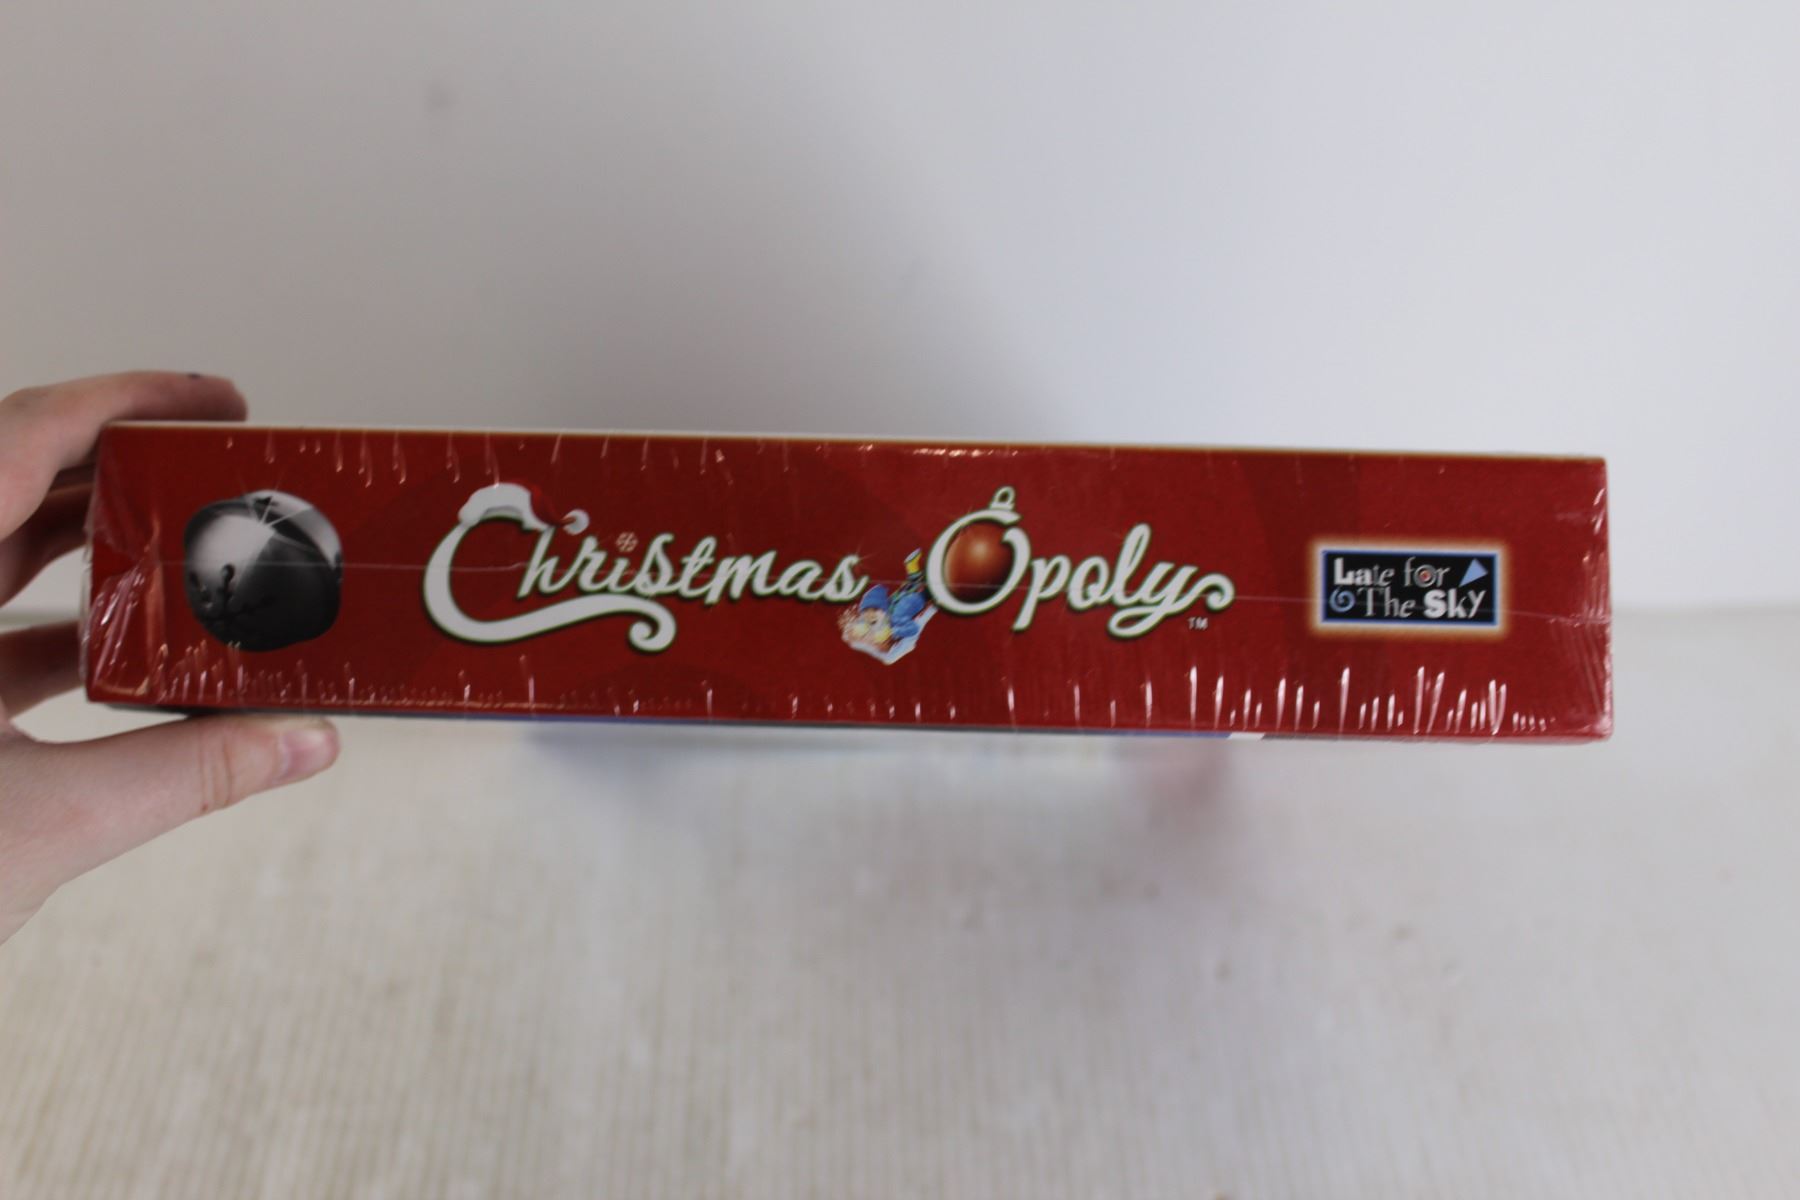 Christmas Opoly
TM
Late for
The Sky